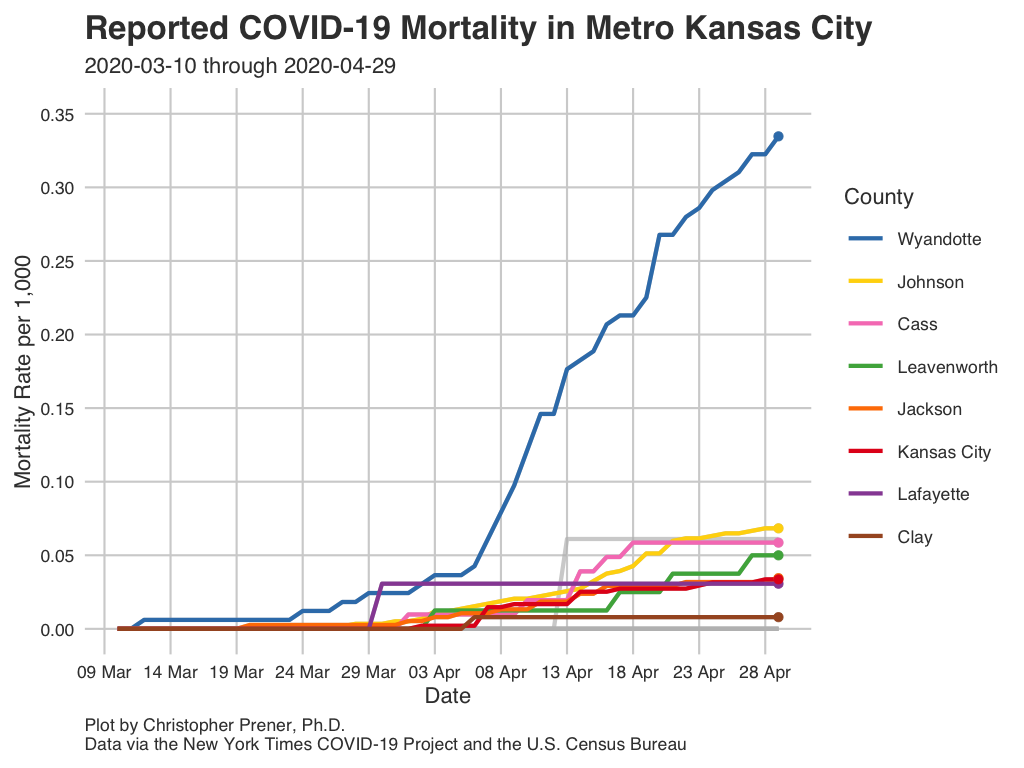 Reported COVID-19 Mortality in Metro Kansas City
2020-03-10 through 2020-04-29
Mortality Rate per 1,000
0.35
0.30
0.25
0.20
0.15
0.10
0.05
0.00
09 Mar 14 Mar 19 Mar 24 Mar 29 Mar 03 Apr 08 Apr 13 Apr 18 Apr 23 Apr 28 Apr
Date
County
Wyandotte
Johnson
Cass
Leavenworth
Jackson
Kansas City
Lafayette
Clay
Plot by Christopher Prener, Ph.D.
Data via the New York Times COVID-19 Project and the U.S. Census Bureau